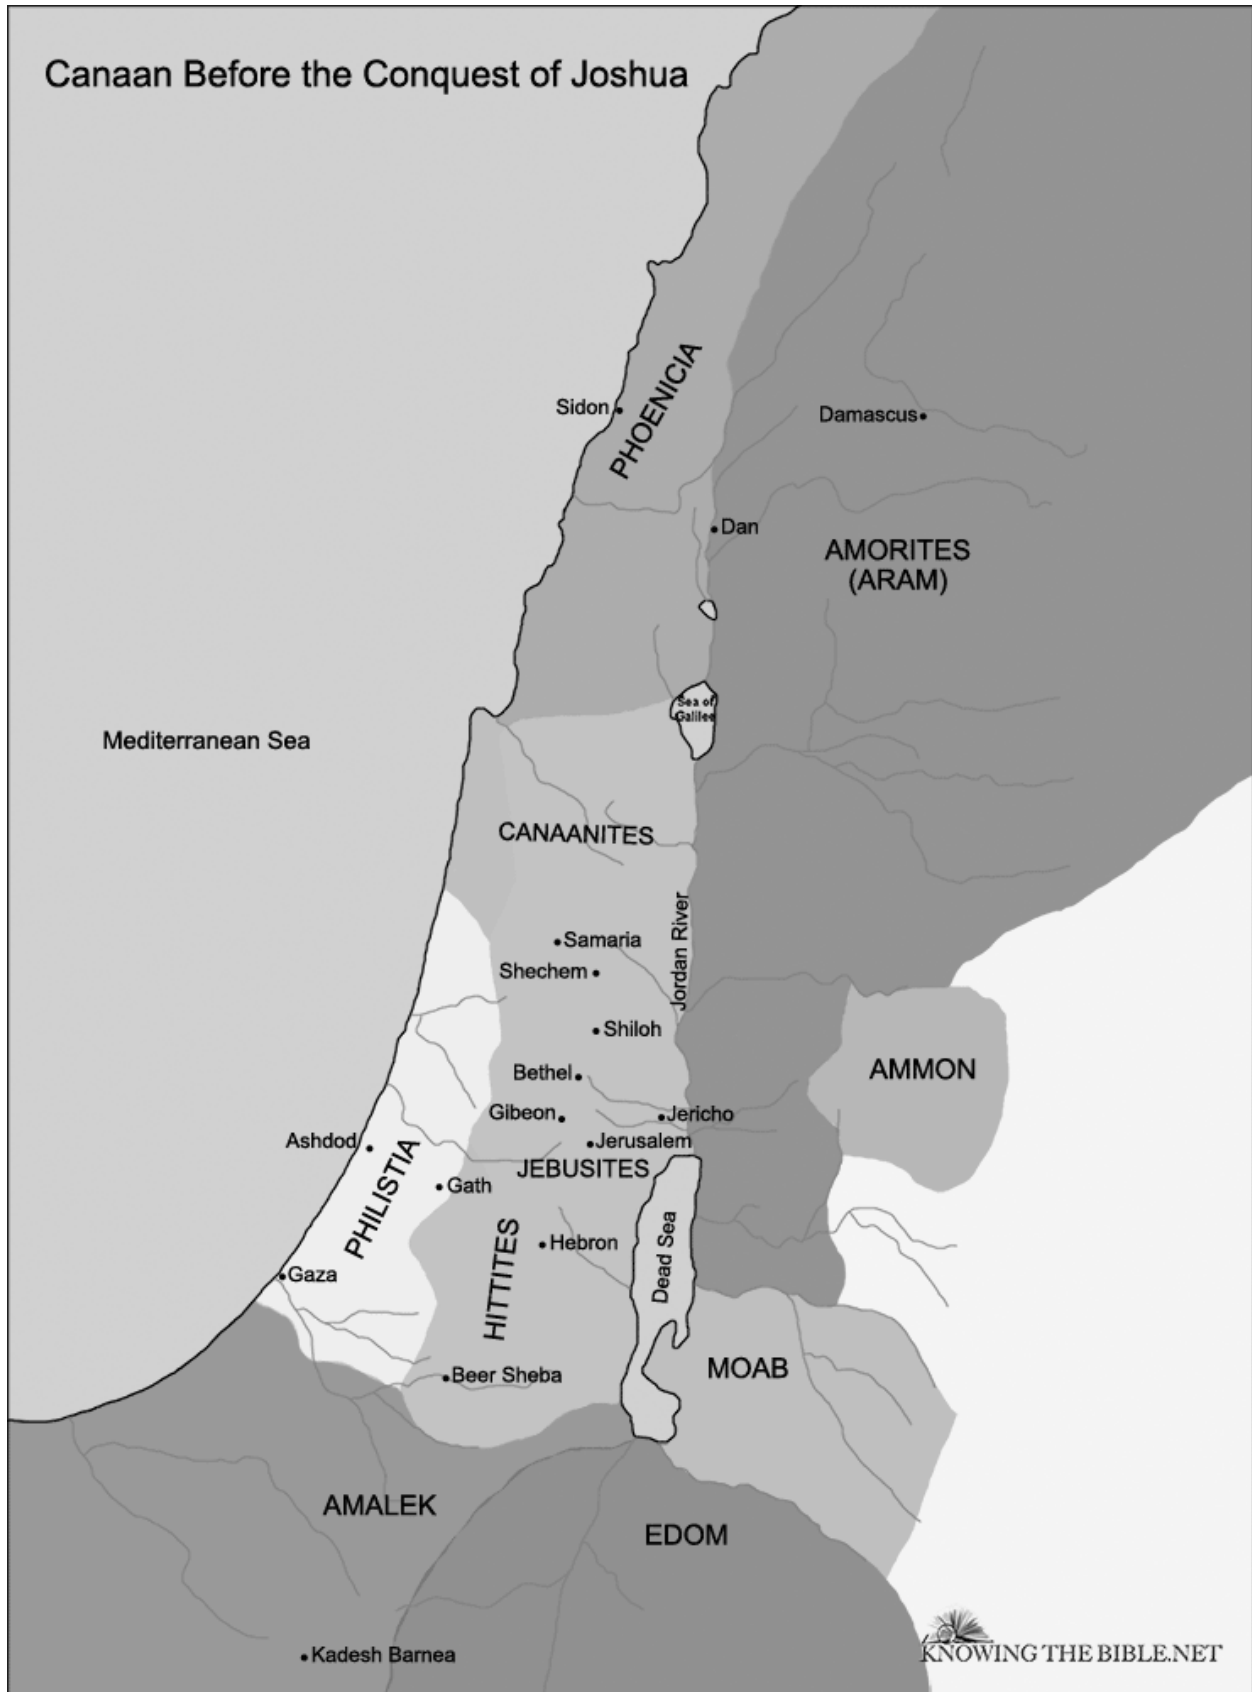 Canaan Before the Conquest of Joshua
PHOENICIA
Sidon
Damascus
Dan
AMORITES
(ARAM)
Sea of
Galilee
Mediterranean Sea
CANAANITES
Jordan River
Samaria
Shechem
Shiloh
AMMON
Bethel
Gibeon
Jericho
Ashdod
Jerusalem
JEBUSITES
PHILISTIA
Gath
HITTITES
Hebron
Dead Sea
Gaza
Beer Sheba
MOAB
AMALEK
EDOM
Kadesh Barnea
KNOWING THE BIBLE.NET